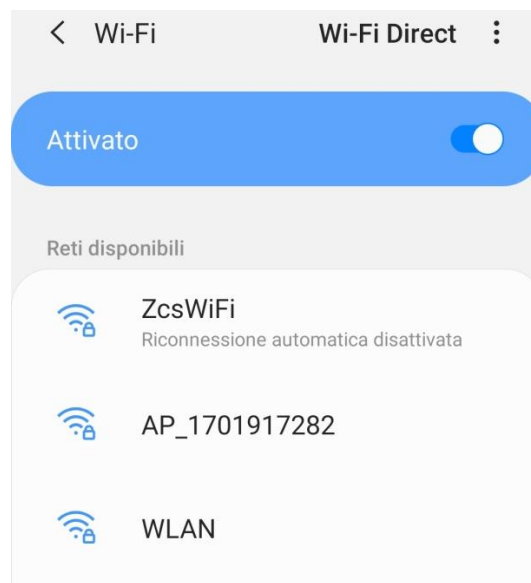 Wi-Fi Wi-Fi Direct
Attivato
Reti disponibili
ZcsWiFi
Riconnessione automatica disattivata
AP_1701917282
WLAN